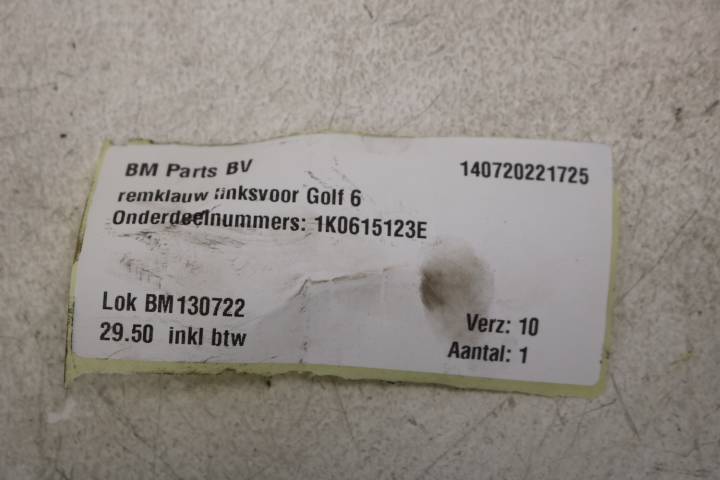 BM Parts BV 140720221725
remklauw linksvoor Golf 6
Onderdeelnummers: 1K0615123E
Lok BM130722
Verz: 10
29.50 inkl btw
Aantal: 1